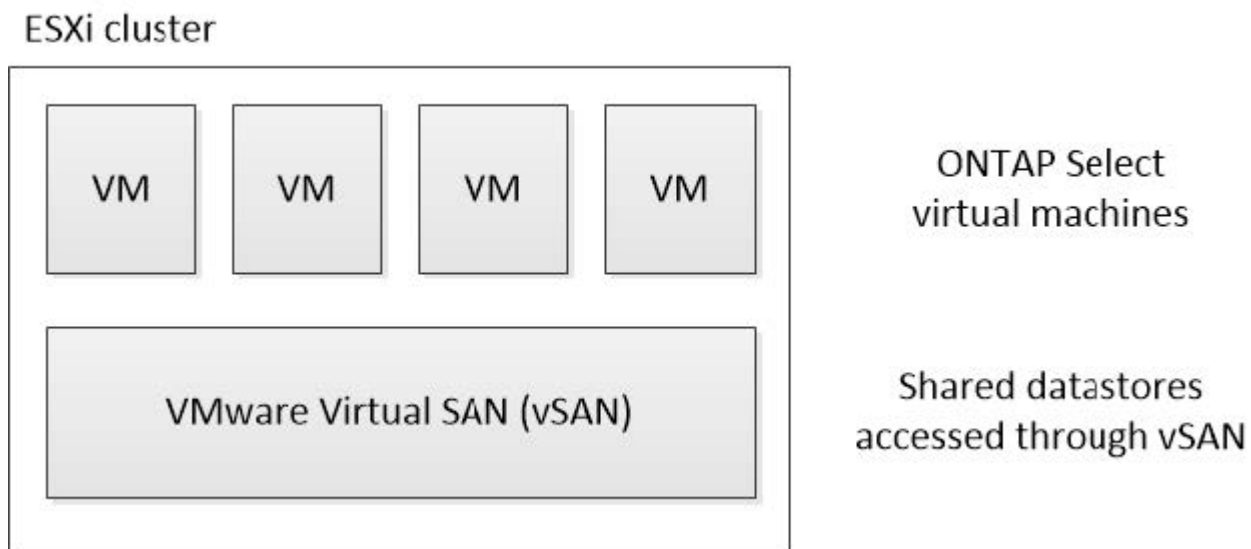 ESXi cluster
VM
VM
VM
VM
ONTAP Select
virtual machines
VMware Virtual SAN (vSAN)
Shared datastores
accessed through vSAN